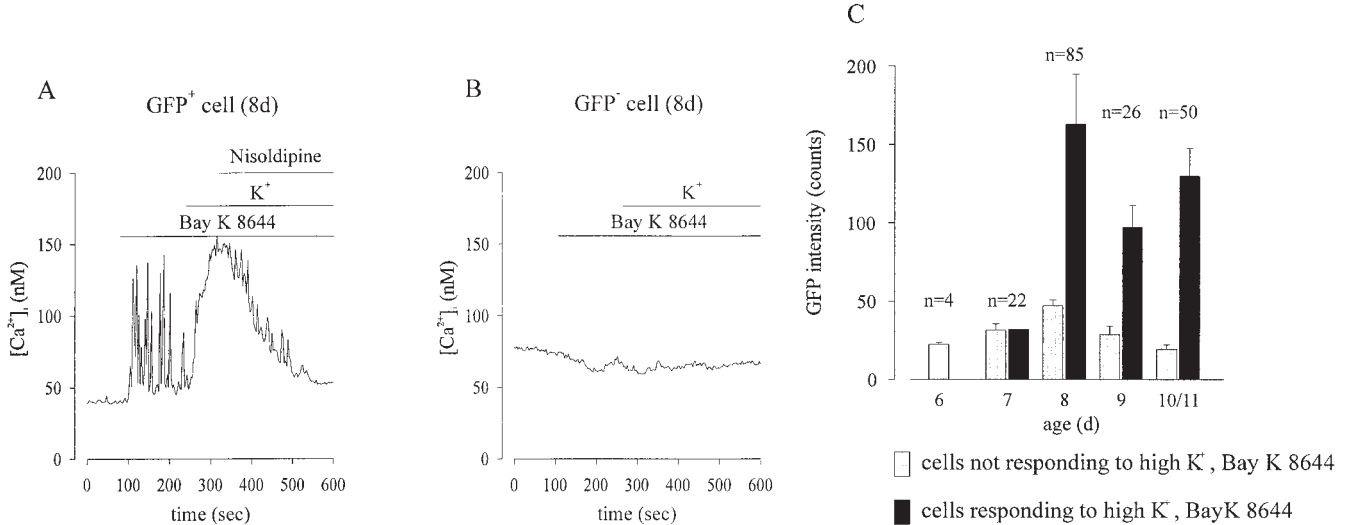 A
GFP+ cell (8d)
Nisoldipine
K+
Bay K 8644
200
150
100
50
0
[Ca2+]i (nM)
0 100 200 300 400 500 600
time (sec)
B
GFP- cell (8d)
K+
Bay K 8644
200
150
100
50
0
[Ca2+]i (nM)
0 100 200 300 400 500 600
time (sec)
C
n=85
n=26
n=50
n=4
n=22
200
150
100
50
0
GFP intensity (counts)
6 7 8 9 10/11
age (d)
cells not responding to high K+, Bay K 8644
cells responding to high K+, BayK 8644